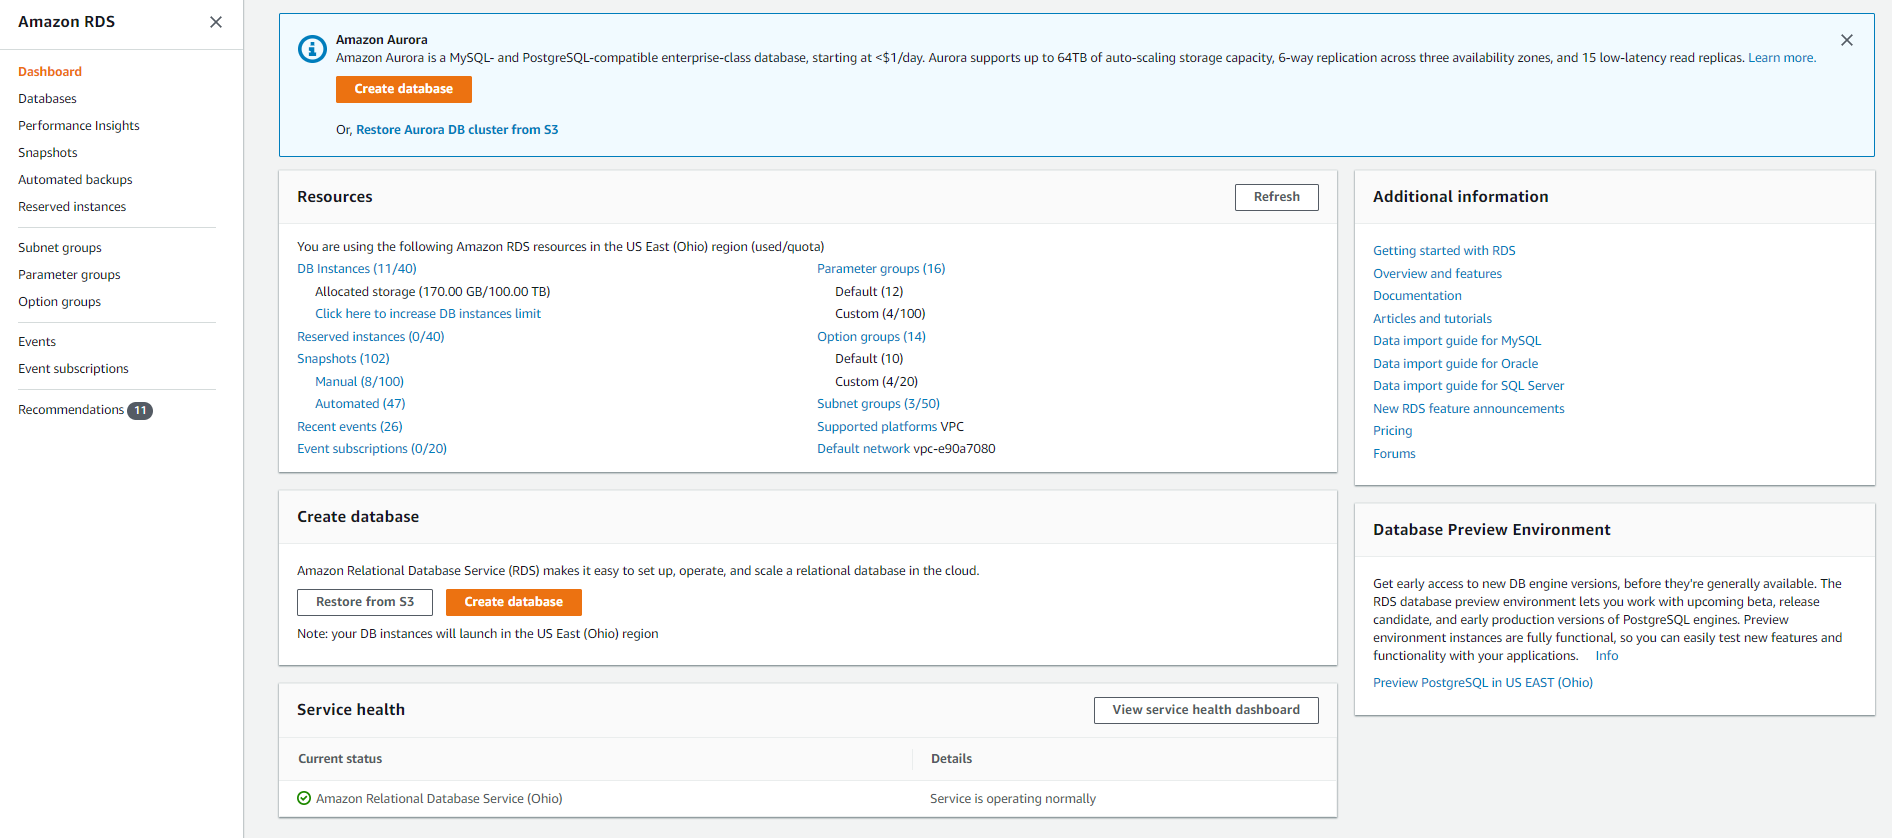 Amazon RDS
Dashboard
Databases
Performance Insights
Snapshots
Automated backups
Reserved instances
Subnet groups
Parameter groups
Option groups
Events
Event subscriptions
Recommendations 11
Amazon Aurora
Amazon Aurora is a MySQL- and PostgreSQL-compatible enterprise-class database, starting at <$1/day. Aurora supports up to 64TB of auto-scaling storage capacity, 6-way replication across three availability zones, and 15 low-latency read replicas. Learn more.
Create database
Or, Restore Aurora DB cluster from S3
Resources
Refresh
You are using the following Amazon RDS resources in the US East (Ohio) region (used/quota)
DB Instances (11/40)
Allocated storage (170.00 GB/100.00 TB)
Click here to increase DB instances limit
Reserved instances (0/40)
Snapshots (102)
Manual (8/100)
Automated (47)
Recent events (26)
Event subscriptions (0/20)
Parameter groups (16)
Default (12)
Custom (4/100)
Option groups (14)
Default (10)
Custom (4/20)
Subnet groups (3/50)
Supported platforms VPC
Default network vpc-e90a7080
Create database
Amazon Relational Database Service (RDS) makes it easy to set up, operate, and scale a relational database in the cloud.
Restore from S3
Create database
Note: your DB instances will launch in the US East (Ohio) region
Service health
View service health dashboard
Current status
Details
Amazon Relational Database Service (Ohio)
Service is operating normally
Additional information
Getting started with RDS
Overview and features
Documentation
Articles and tutorials
Data import guide for MySQL
Data import guide for Oracle
Data import guide for SQL Server
New RDS feature announcements
Pricing
Forums
Database Preview Environment
Get early access to new DB engine versions, before they're generally available. The
RDS database preview environment lets you work with upcoming beta, release
candidate, and early production versions of PostgreSQL engines. Preview
environment instances are fully functional, so you can easily test new features and
functionality with your applications. Info
Preview PostgreSQL in US EAST (Ohio)